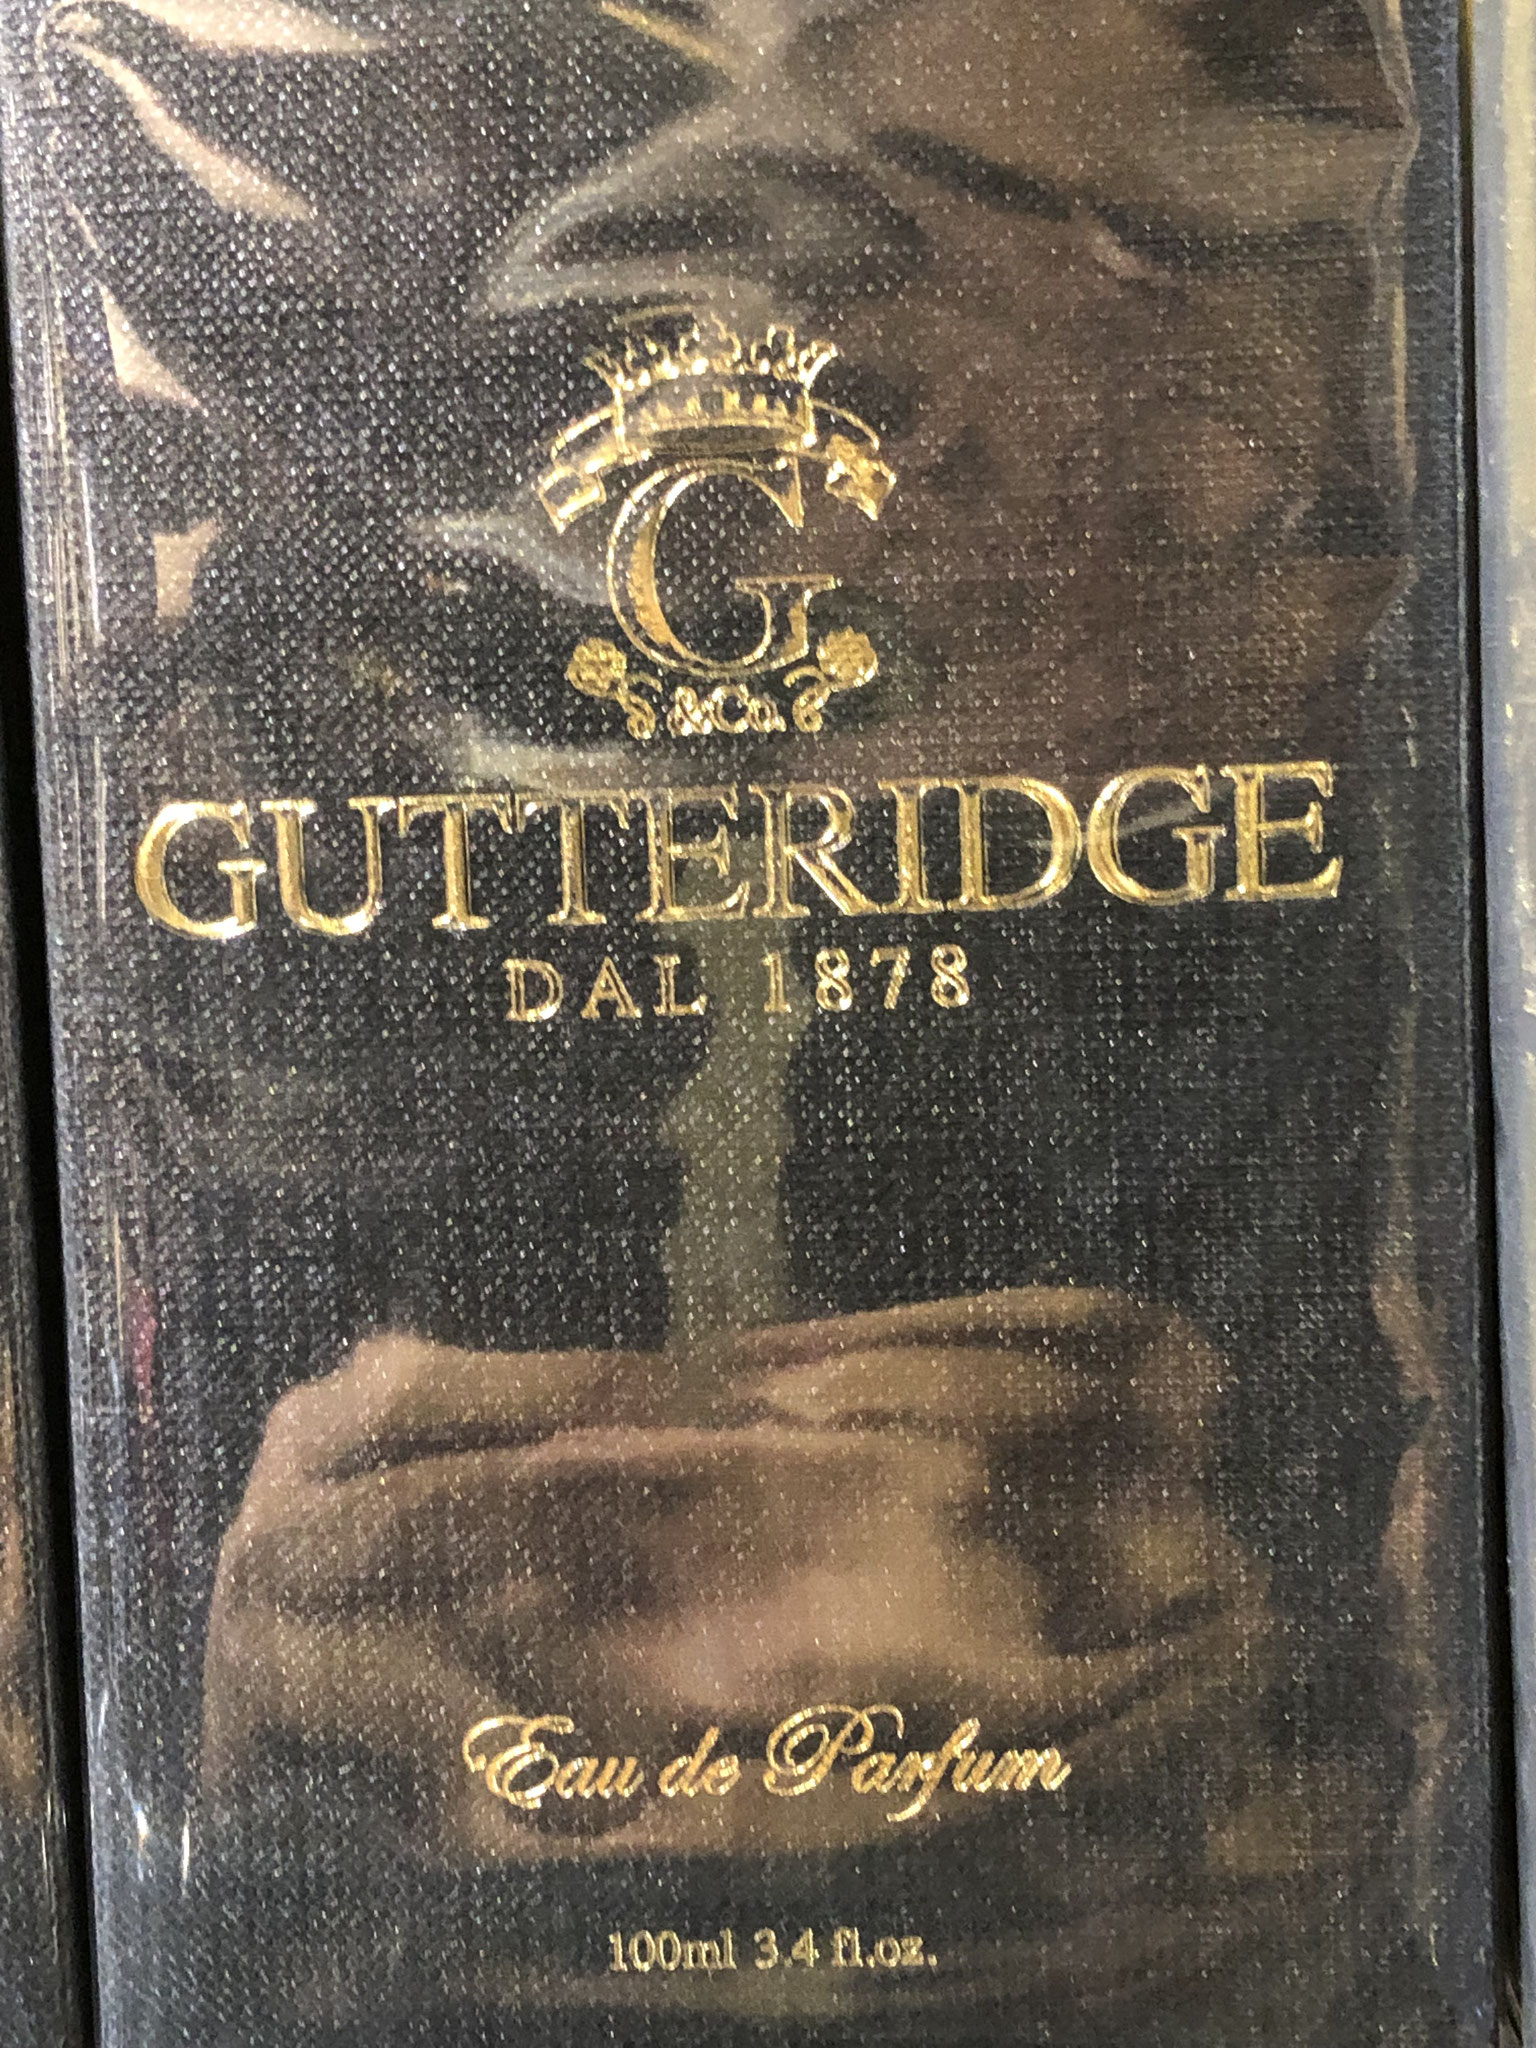 G
&Co.
GUTTERIDGE
DAL 1878
Eau de Parfum
100ml 3.4 fl.oz.